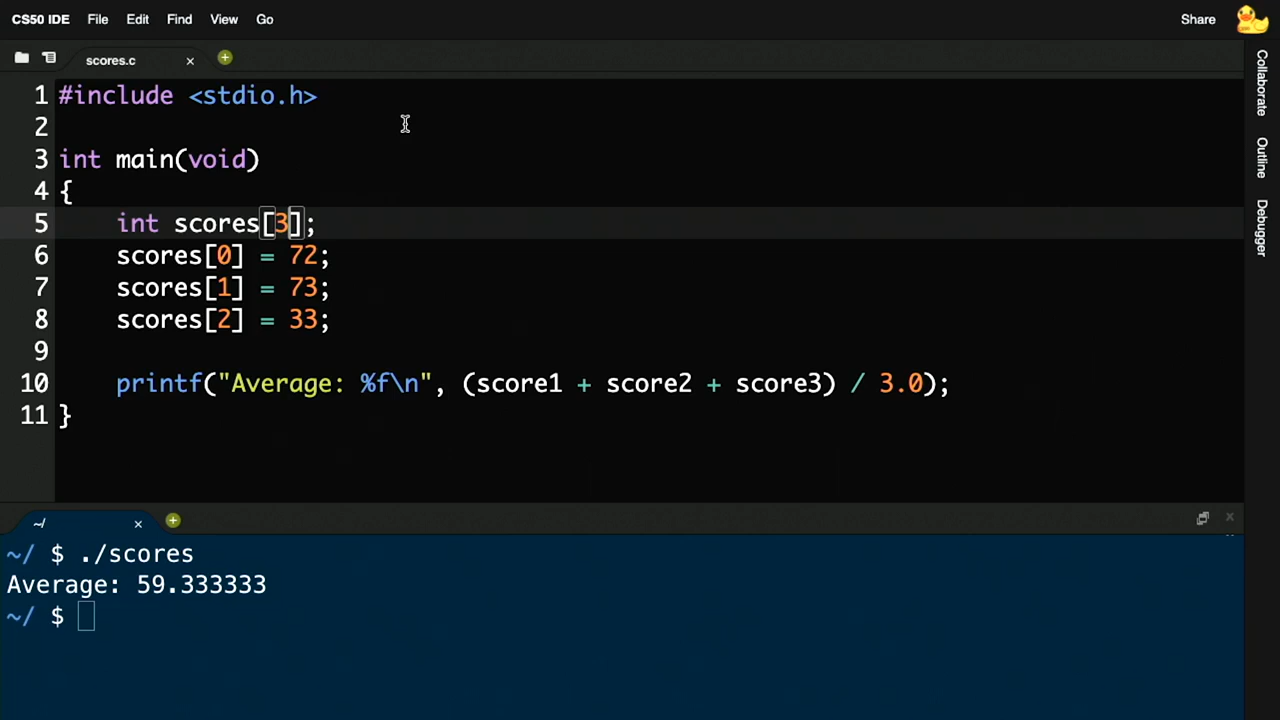 CS50 IDE File Edit View Find Go Share
scores.c
1 #include <stdio.h>
2
3 int main(void)
4 {
5     int scores[3];
6     scores[0] = 72;
7     scores[1] = 73;
8     scores[2] = 33;
9
10     printf("Average: %f\n", (score1 + score2 + score3) / 3.0);
11 }
~/
~/ $ ./scores
Average: 59.333333
~/ $
Collaborate
Outline
Debugger